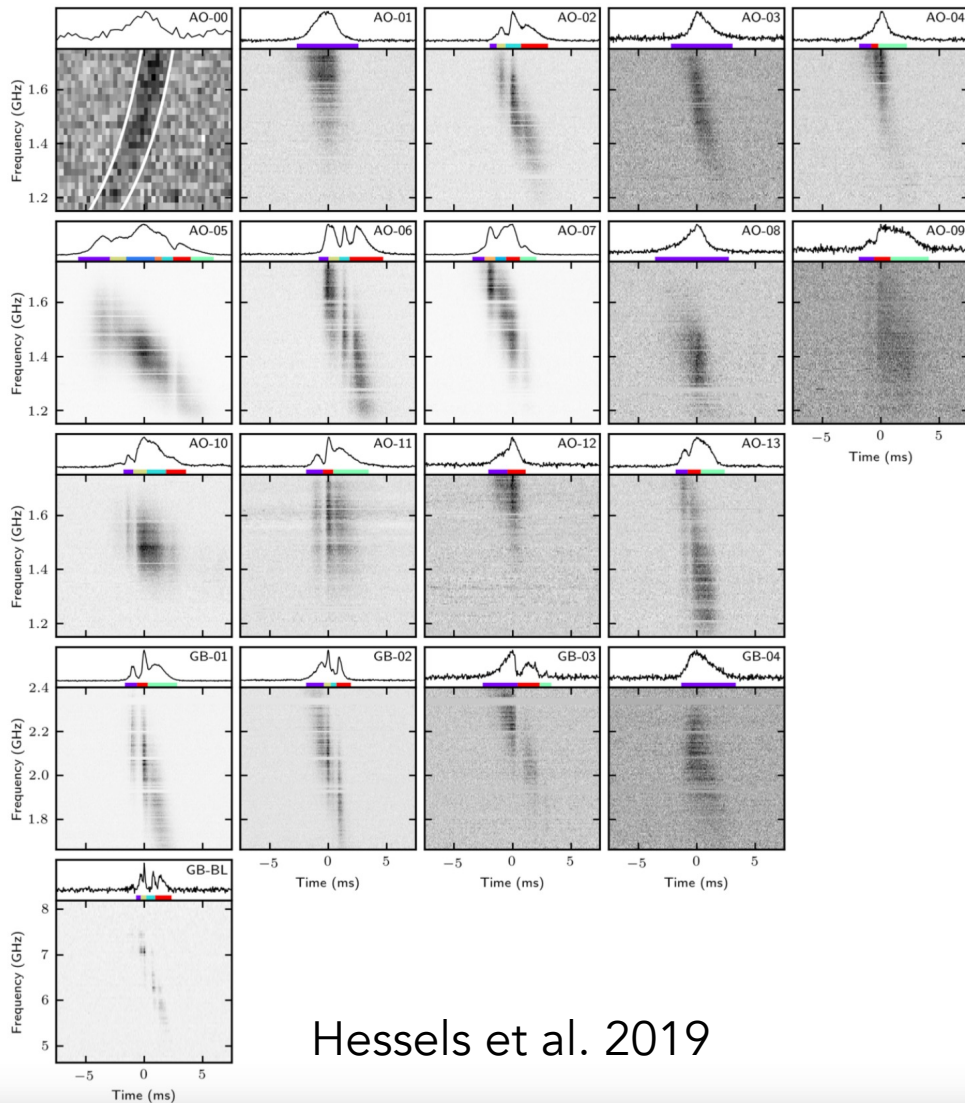 AO-00 AO-01 AO-02 AO-03 AO-04
Frequency (GHz)
1.6
1.4
1.2
AO-05 AO-06 AO-07 AO-08 AO-09
Frequency (GHz)
1.6
1.4
1.2
−5 0 5
Time (ms)
AO-10 AO-11 AO-12 AO-13
Frequency (GHz)
1.6
1.4
1.2
GB-01 GB-02 GB-03 GB-04
Frequency (GHz)
2.4
2.2
2.0
1.8
−5 0 5 −5 0 5 −5 0 5
Time (ms) Time (ms) Time (ms)
GB-BL
Frequency (GHz)
8
7
6
5
−5 0 5
Time (ms)
Hessels et al. 2019